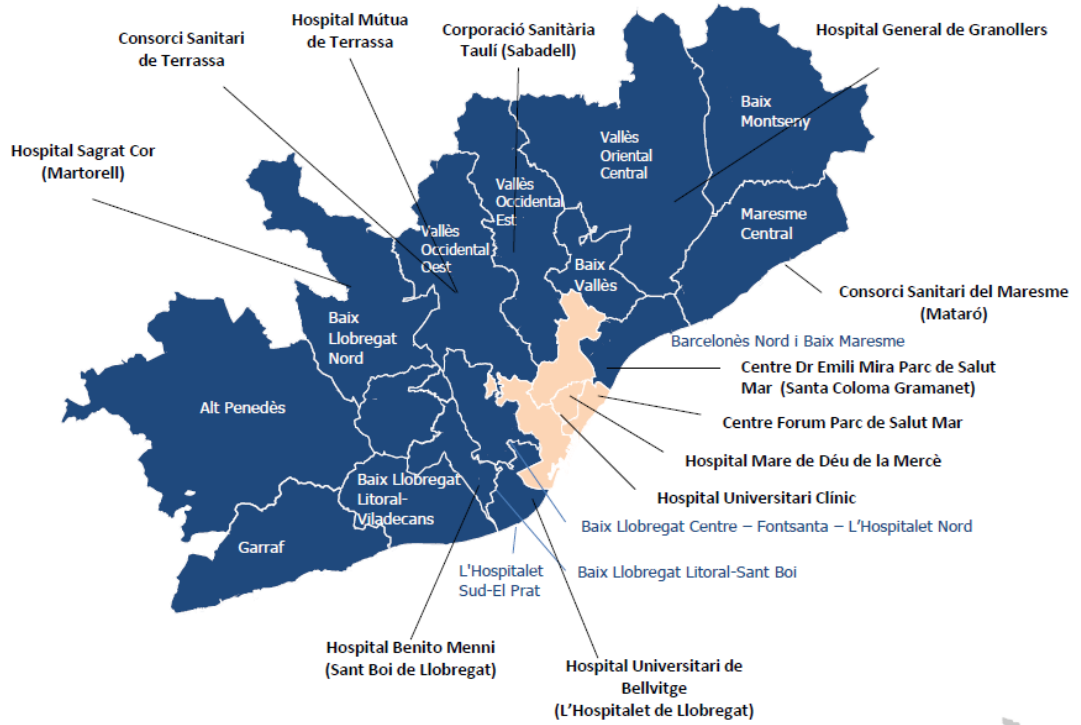 Hospital Mútua
de Terrassa
Consorci Sanitari
de Terrassa
Corporació Sanitària
Taulí (Sabadell)
Hospital General de Granollers
Hospital Sagrat Cor
(Martorell)
Baix
Montseny
Vallès
Oriental
Central
Vallès
Occidental
Est
Maresme
Central
Vallès
Occidental
Oest
Baix
Vallès
Consorci Sanitari del Maresme
(Mataró)
Baix
Llobregat
Nord
Barcelonès Nord i Baix Maresme
Centre Dr Emili Mira Parc de Salut
Mar (Santa Coloma Gramanet)
Alt Penedès
Centre Forum Parc de Salut Mar
Hospital Mare de Déu de la Mercè
Baix Llobregat
Litoral-
Viladecans
Hospital Universitari Clínic
Baix Llobregat Centre – Fontsanta – L'Hospitalet Nord
Garraf
L'Hospitalet
Sud-El Prat
Baix Llobregat Litoral-Sant Boi
Hospital Benito Menni
(Sant Boi de Llobregat)
Hospital Universitari de
Bellvitge
(L'Hospitalet de Llobregat)